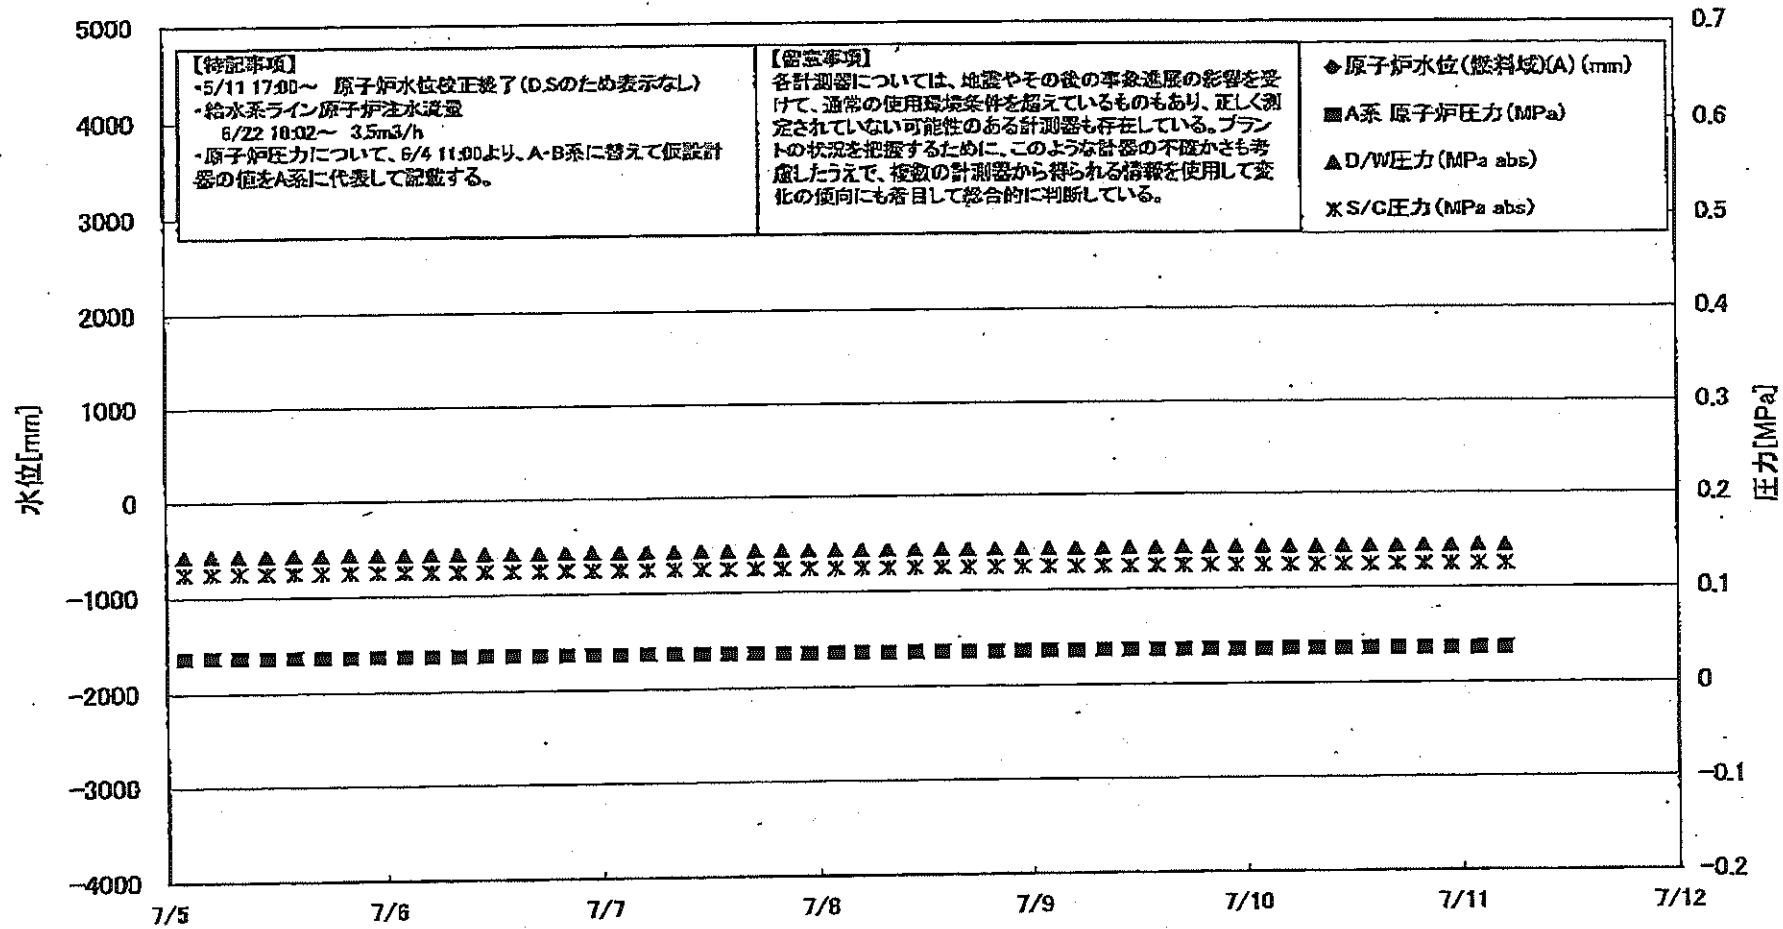 【特記事項】
・5/11 17:00～ 原子炉水位校正終了(D.Sのため表示なし)
・給水系ライン原子炉注水流量
6/22 10:02～ 3.5m3/h
・原子炉圧力について、6/4 11:00より、A・B系に替えて仮設計
器の値をA系に代表して記載する。
【留意事項】
各計測器については、地震やその後の事象進展の影響を受
けて、通常の使用環境条件を超えているものもあり、正しく測
定されていない可能性のある計測器も存在している。プラン
トの状況を把握するために、このような計器の不確かさも考
慮したうえで、複数の計測器から得られる情報を使用して変
化の傾向にも着目して総合的に判断している。
◆原子炉水位(燃料域)(A)(mm)
■A系 原子炉圧力(MPa)
▲D/W圧力(MPa abs)
ж S/C圧力(MPa abs)
水位[mm]
5000
4000
3000
2000
1000
0
-1000
-2000
-3000
-4000
圧力[MPa]
0.7
0.6
0.5
0.4
0.3
0.2
0.1
0
-0.1
-0.2
7/5
7/6
7/7
7/8
7/9
7/10
7/11
7/12